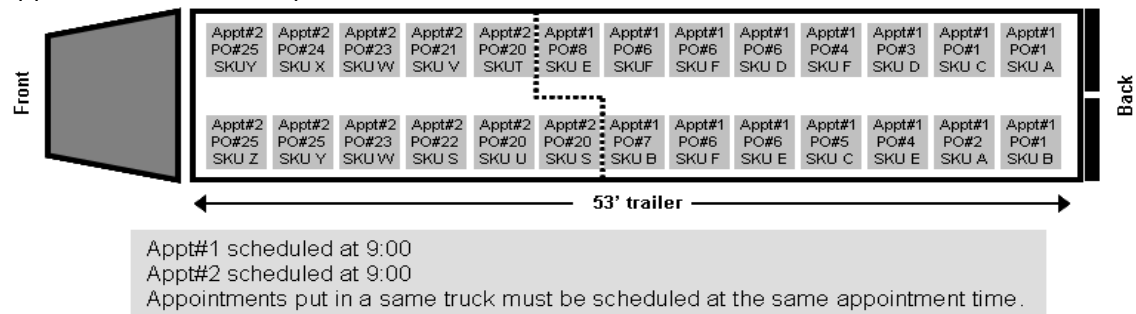 Appt#2 Appt#2 Appt#2 Appt#2 Appt#2 Appt#1 Appt#1 Appt#1 Appt#1 Appt#1 Appt#1 Appt#1 Appt#1
PO#25 PO#24 PO#23 PO#21 PO#20 PO#8 PO#6 PO#6 PO#6 PO#4 PO#3 PO#1 PO#1
SKUY SKU X SKU W SKU V SKUT SKU E SKUF SKU F SKU D SKU F SKU D SKU C SKU A
Front
Back
Appt#2 Appt#2 Appt#2 Appt#2 Appt#2 Appt#2 Appt#1 Appt#1 Appt#1 Appt#1 Appt#1 Appt#1 Appt#1
PO#25 PO#25 PO#23 PO#22 PO#20 PO#20 PO#7 PO#6 PO#6 PO#5 PO#4 PO#2 PO#1
SKU Z SKU Y SKU W SKU S SKU U SKU S SKU B SKU F SKU E SKU C SKU E SKU A SKU B
53' trailer
Appt#1 scheduled at 9:00
Appt#2 scheduled at 9:00
Appointments put in a same truck must be scheduled at the same appointment time.